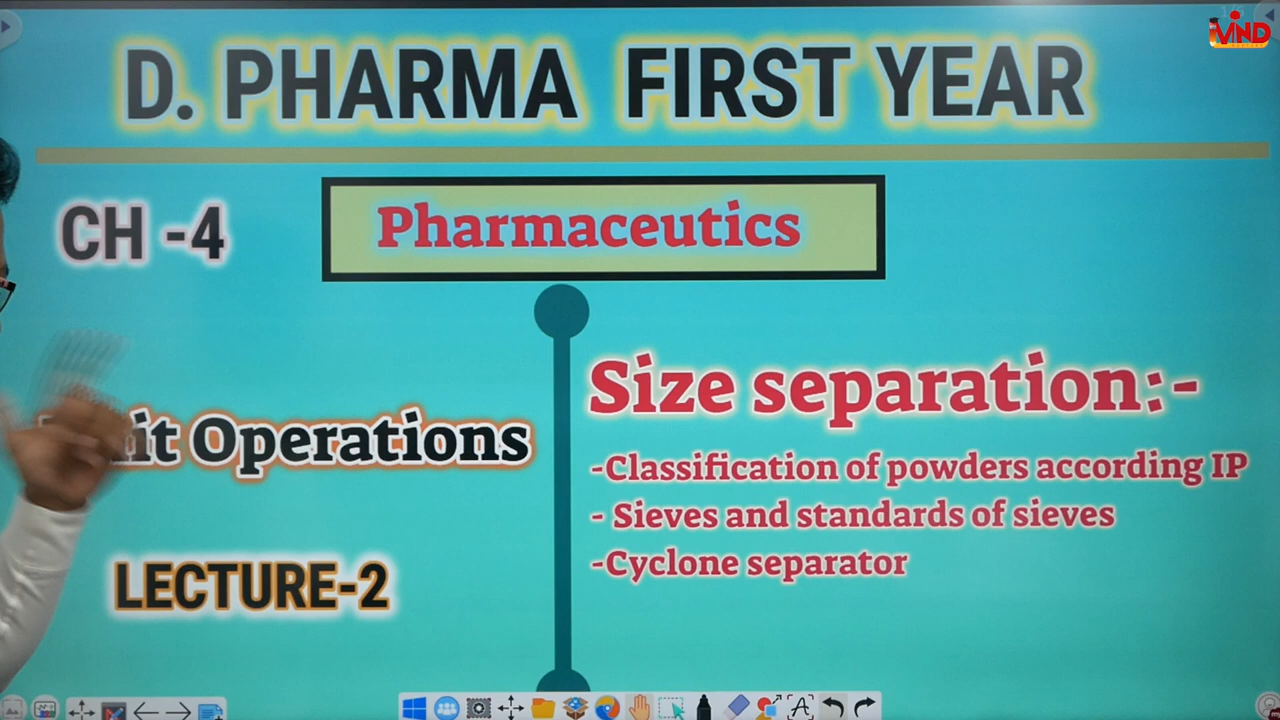 D. PHARMA FIRST YEAR
CH -4
Pharmaceutics
Operations
LECTURE-2
Size separation:-
-Classification of powders according IP
- Sieves and standards of sieves
-Cyclone separator
MIND